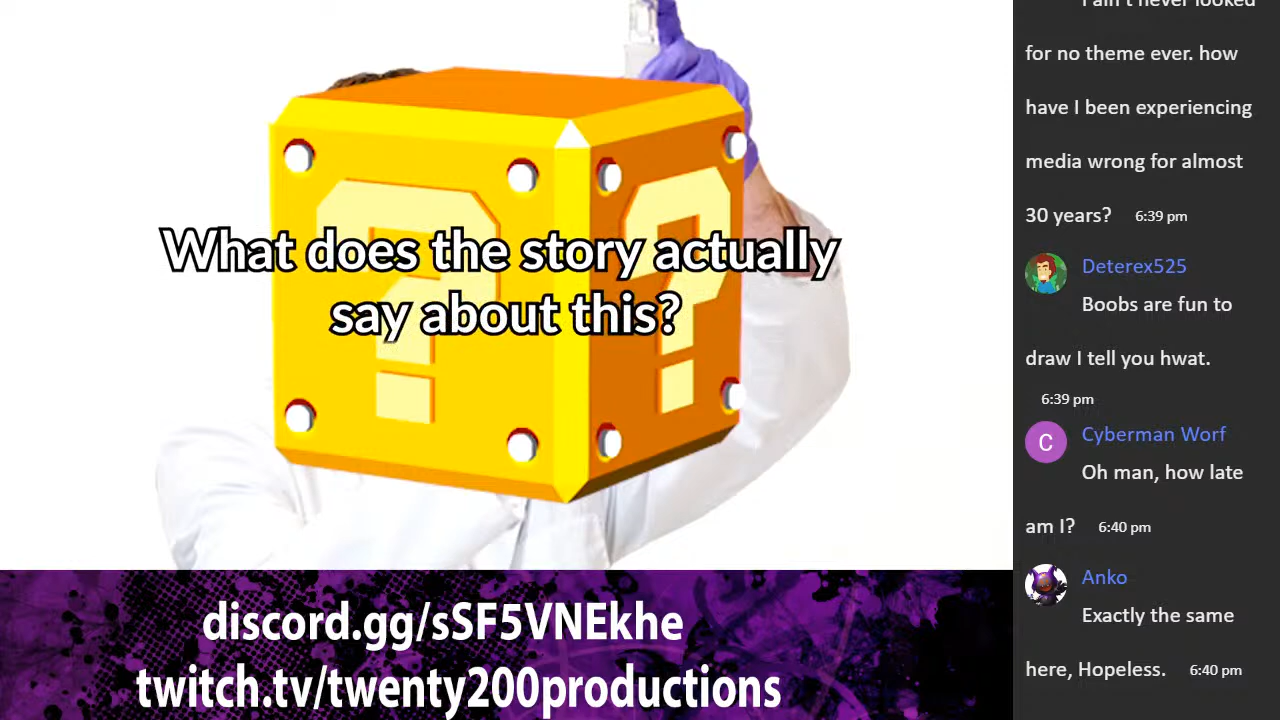 What does the story actually
say about this?
discord.gg/sSF5VNEkhe
twitch.tv/twenty200productions
I ain't never looked
for no theme ever. how
have I been experiencing
media wrong for almost
30 years? 6:39 pm
Deterex525
Boobs are fun to
draw I tell you hwat.
6:39 pm
C
Cyberman Worf
Oh man, how late
am I? 6:40 pm
Anko
Exactly the same
here, Hopeless. 6:40 pm